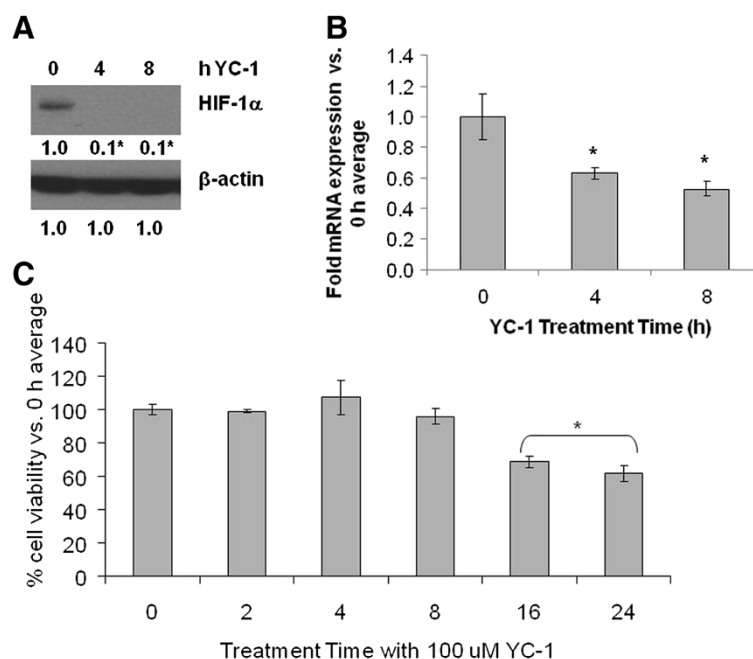 A
0 4 8 h YC-1
HIF-1α
1.0 0.1* 0.1*
β-actin
1.0 1.0 1.0
B
Fold mRNA expression vs.
0 h average
1.4
1.2
1.0
0.8
0.6
0.4
0.2
0.0
* *
0 4 8
YC-1 Treatment Time (h)
C
% cell viability vs. 0 h average
140
120
100
80
60
40
20
0
*
0 2 4 8 16 24
Treatment Time with 100 uM YC-1